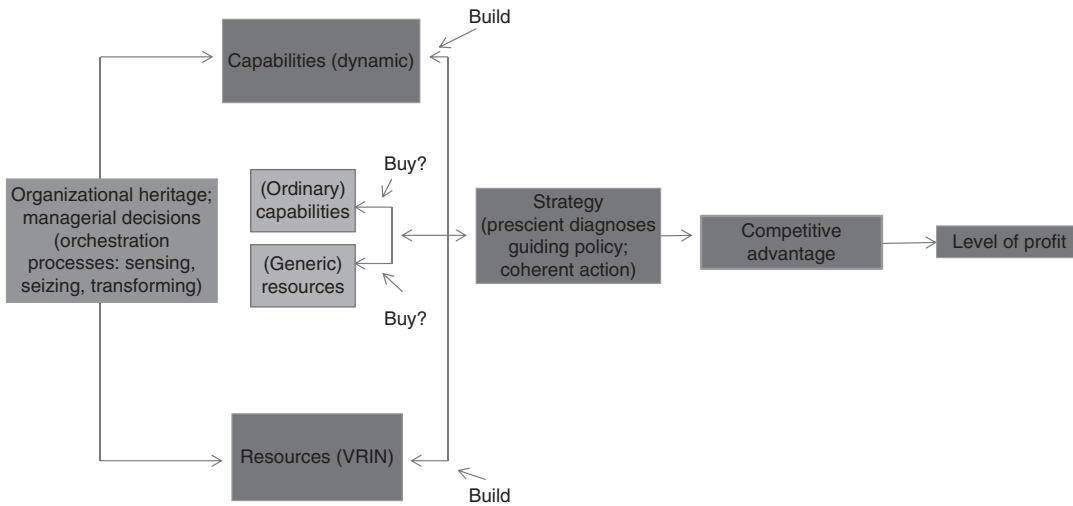 Build
Capabilities (dynamic)
Buy?
Organizational heritage;
managerial decisions
(orchestration
processes: sensing,
seizing, transforming)
(Ordinary)
capabilities
(Generic)
resources
Buy?
Strategy
(prescient diagnoses
guiding policy;
coherent action)
Competitive
advantage
Level of profit
Resources (VRIN)
Build